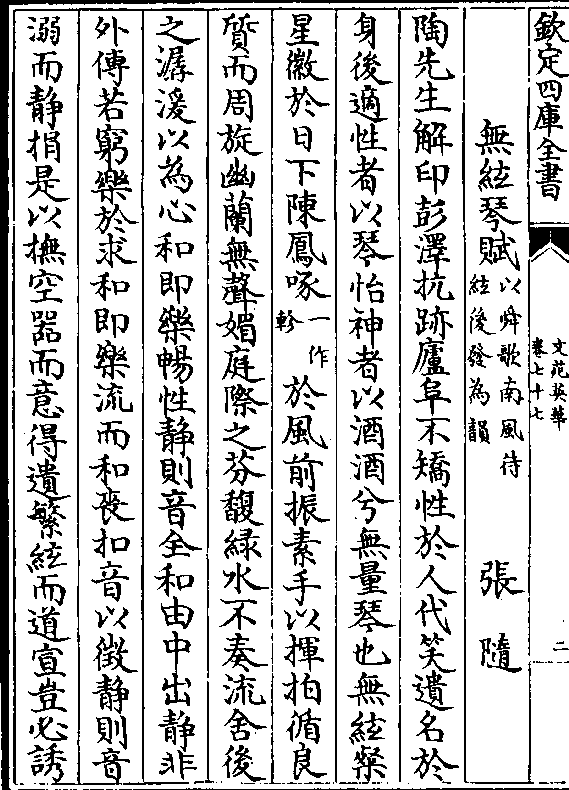 欽定四庫全書
文苑英華
卷七十七
二
無絃琴賦 以舜歌南風待絃後發為韻 張隨
陶先生解印彭澤抗跡廬阜不矯性於人代笑遺名於
身後適性者以琴怡神者以酒酒兮無量琴也無絃粲
星徽於日下陳鳳啄 一作軫 於風前振素手以揮拍循良
質而周旋幽蘭無聲媚庭際之芬馥綠水不奏流舍後
之潺湲以為心和即樂暢性靜則音全和由中出靜非
外傳若窮樂於求和即樂流而和喪扣音以徵靜則音
溺而靜捐是以撫空器而意得遺繁絃而道宣豈必誘